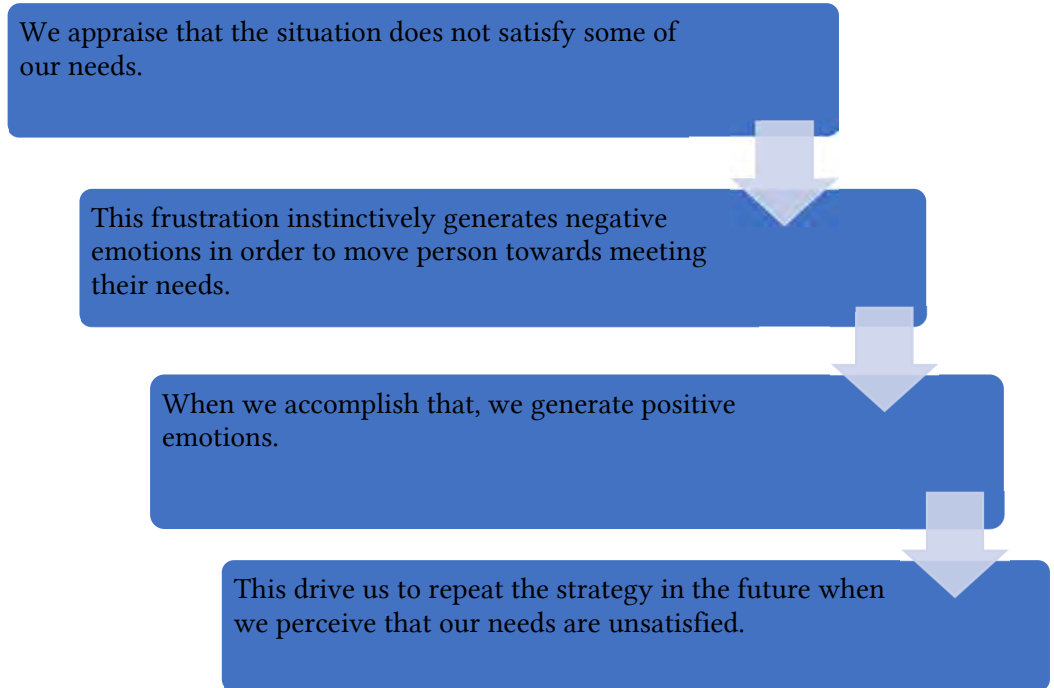 We appraise that the situation does not satisfy some of
our needs.
This frustration instinctively generates negative
emotions in order to move person towards meeting
their needs.
When we accomplish that, we generate positive
emotions.
This drive us to repeat the strategy in the future when
we perceive that our needs are unsatisfied.